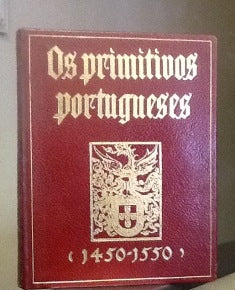 Os primitivos
portugueses
(1450-1550)